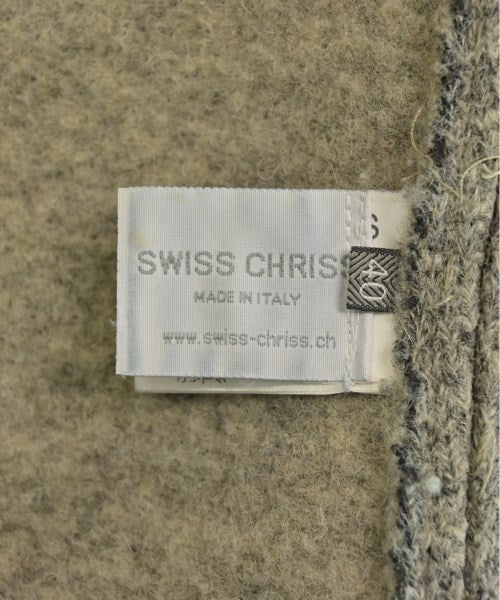 SWISS CHRISS
MADE IN ITALY
www.swiss-chriss.ch
40
S